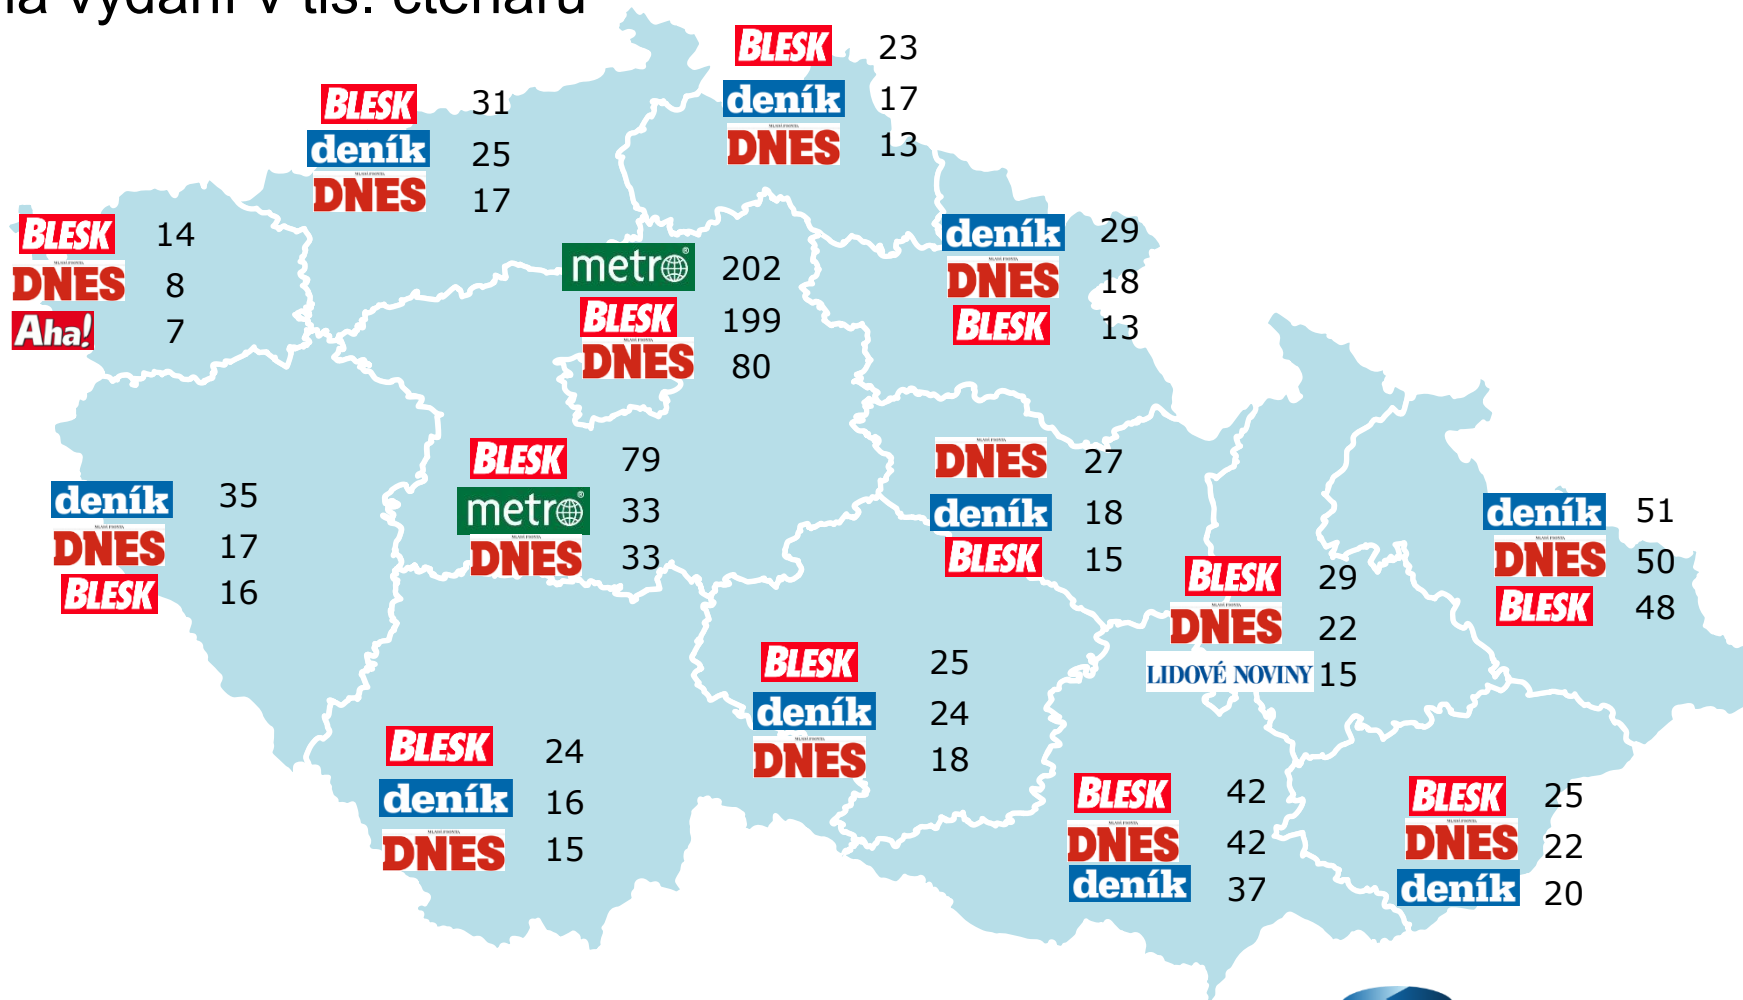 na vydání v tis. čtenářů
BLESK 23
deník 17
DNES 13
BLESK 31
deník 25
DNES 17
BLESK 14
DNES 8
Aha! 7
metro 202
BLESK 199
DNES 80
deník 29
DNES 18
BLESK 13
BLESK 79
metro 33
DNES 33
DNES 27
deník 18
BLESK 15
deník 35
DNES 17
BLESK 16
deník 51
DNES 50
BLESK 48
BLESK 29
DNES 22
LIDOVÉ NOVINY 15
BLESK 25
deník 24
DNES 18
BLESK 24
deník 16
DNES 15
BLESK 42
DNES 42
deník 37
BLESK 25
DNES 22
deník 20